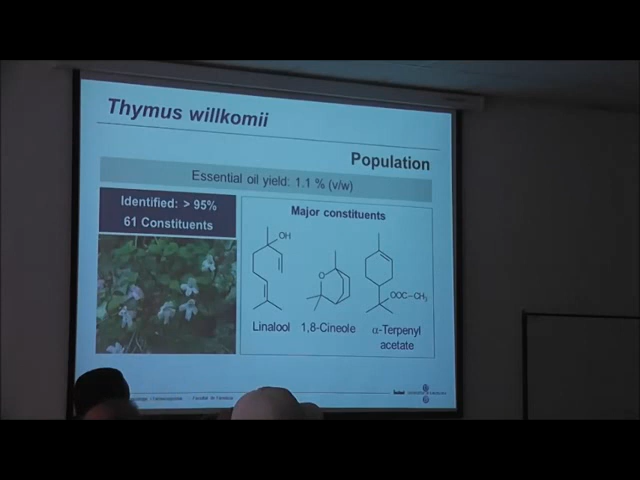 Thymus willkomii
Population
Essential oil yield: 1.1 % (v/w)
Identified: > 95%
61 Constituents
Major constituents
OH
O
OOC-CH3
Linalool
1,8-Cineole
α-Terpenyl
acetate